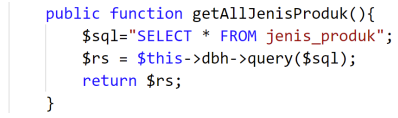 public function getAllJenisProduk(){
$sql="SELECT * FROM jenis_produk";
$rs = $this->dbh->query($sql);
return $rs;
}